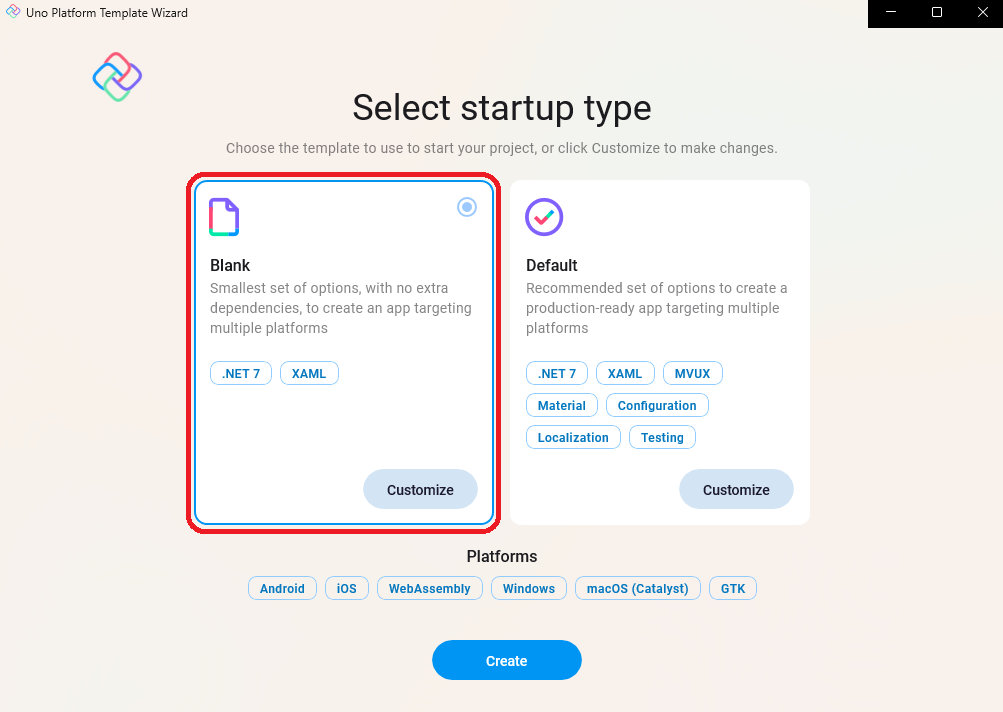 Uno Platform Template Wizard
Select startup type
Choose the template to use to start your project, or click Customize to make changes.
Blank
Smallest set of options, with no extra
dependencies, to create an app targeting
multiple platforms
.NET 7 XAML
Customize
Default
Recommended set of options to create a
production-ready app targeting multiple
platforms
.NET 7 XAML MVUX
Material Configuration
Localization Testing
Customize
Platforms
Android iOS WebAssembly Windows macOS (Catalyst) GTK
Create